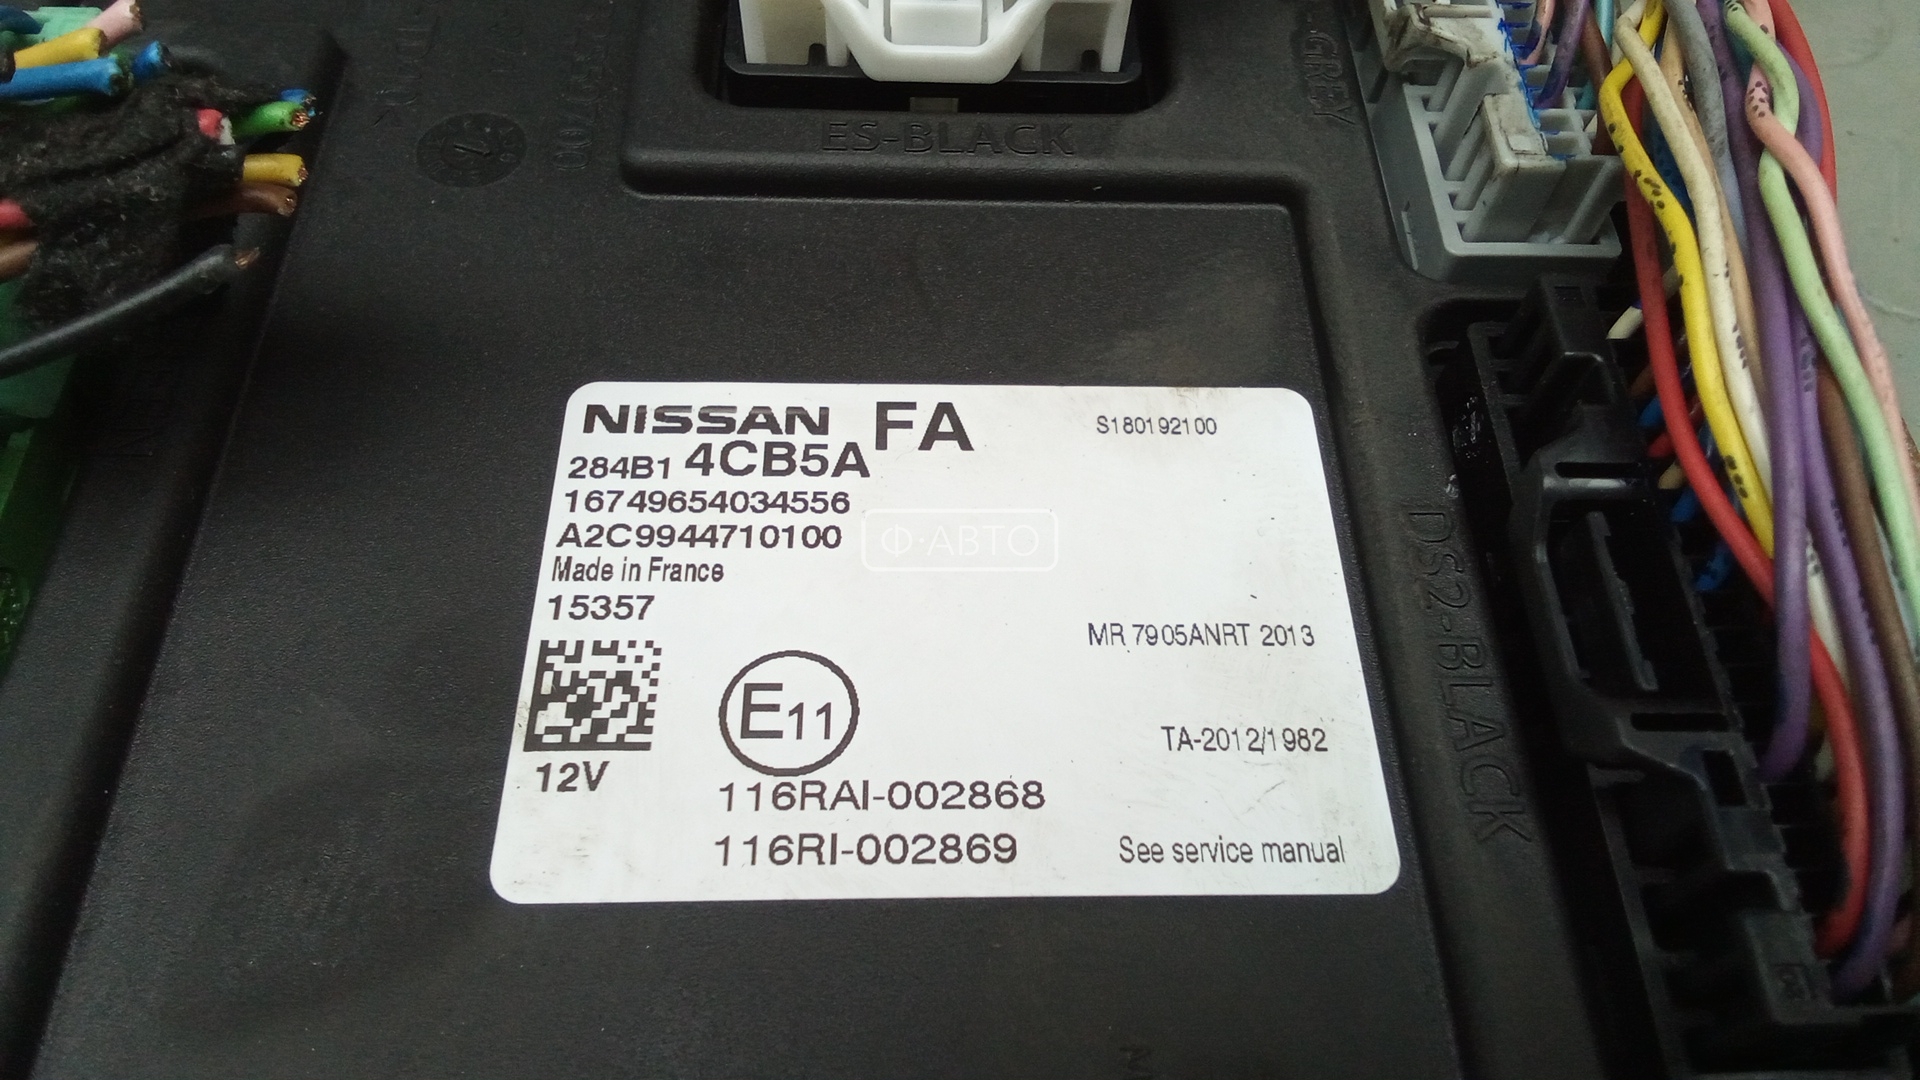 ES-BLACK
GREY
NISSAN FA
S180192100
284B1 4CB5A
16749654034556
A2C9944710100
Ф·АВТО
Made in France
15357
MR 7905ANRT 2013
E11
TA-2012/1982
12V
116RAI-002868
116RI-002869
See service manual
DS2-BLACK